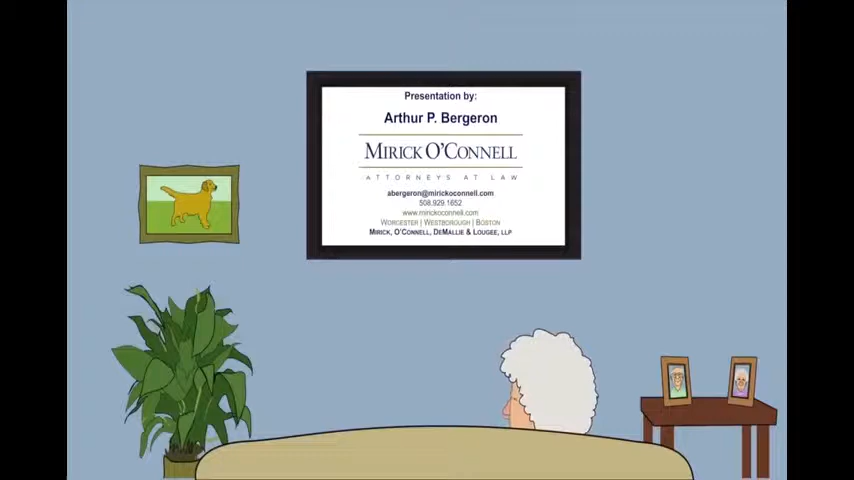 Presentation by:
Arthur P. Bergeron
MIRICK O'CONNELL
ATTORNEYS AT LAW
abergeron@mirickoconnell.com
508.929.1652
www.mirickoconnell.com
WORCESTER | WESTBOROUGH | BOSTON
MIRICK, O'CONNELL, DEMALLIE & LOUGEE, LLP